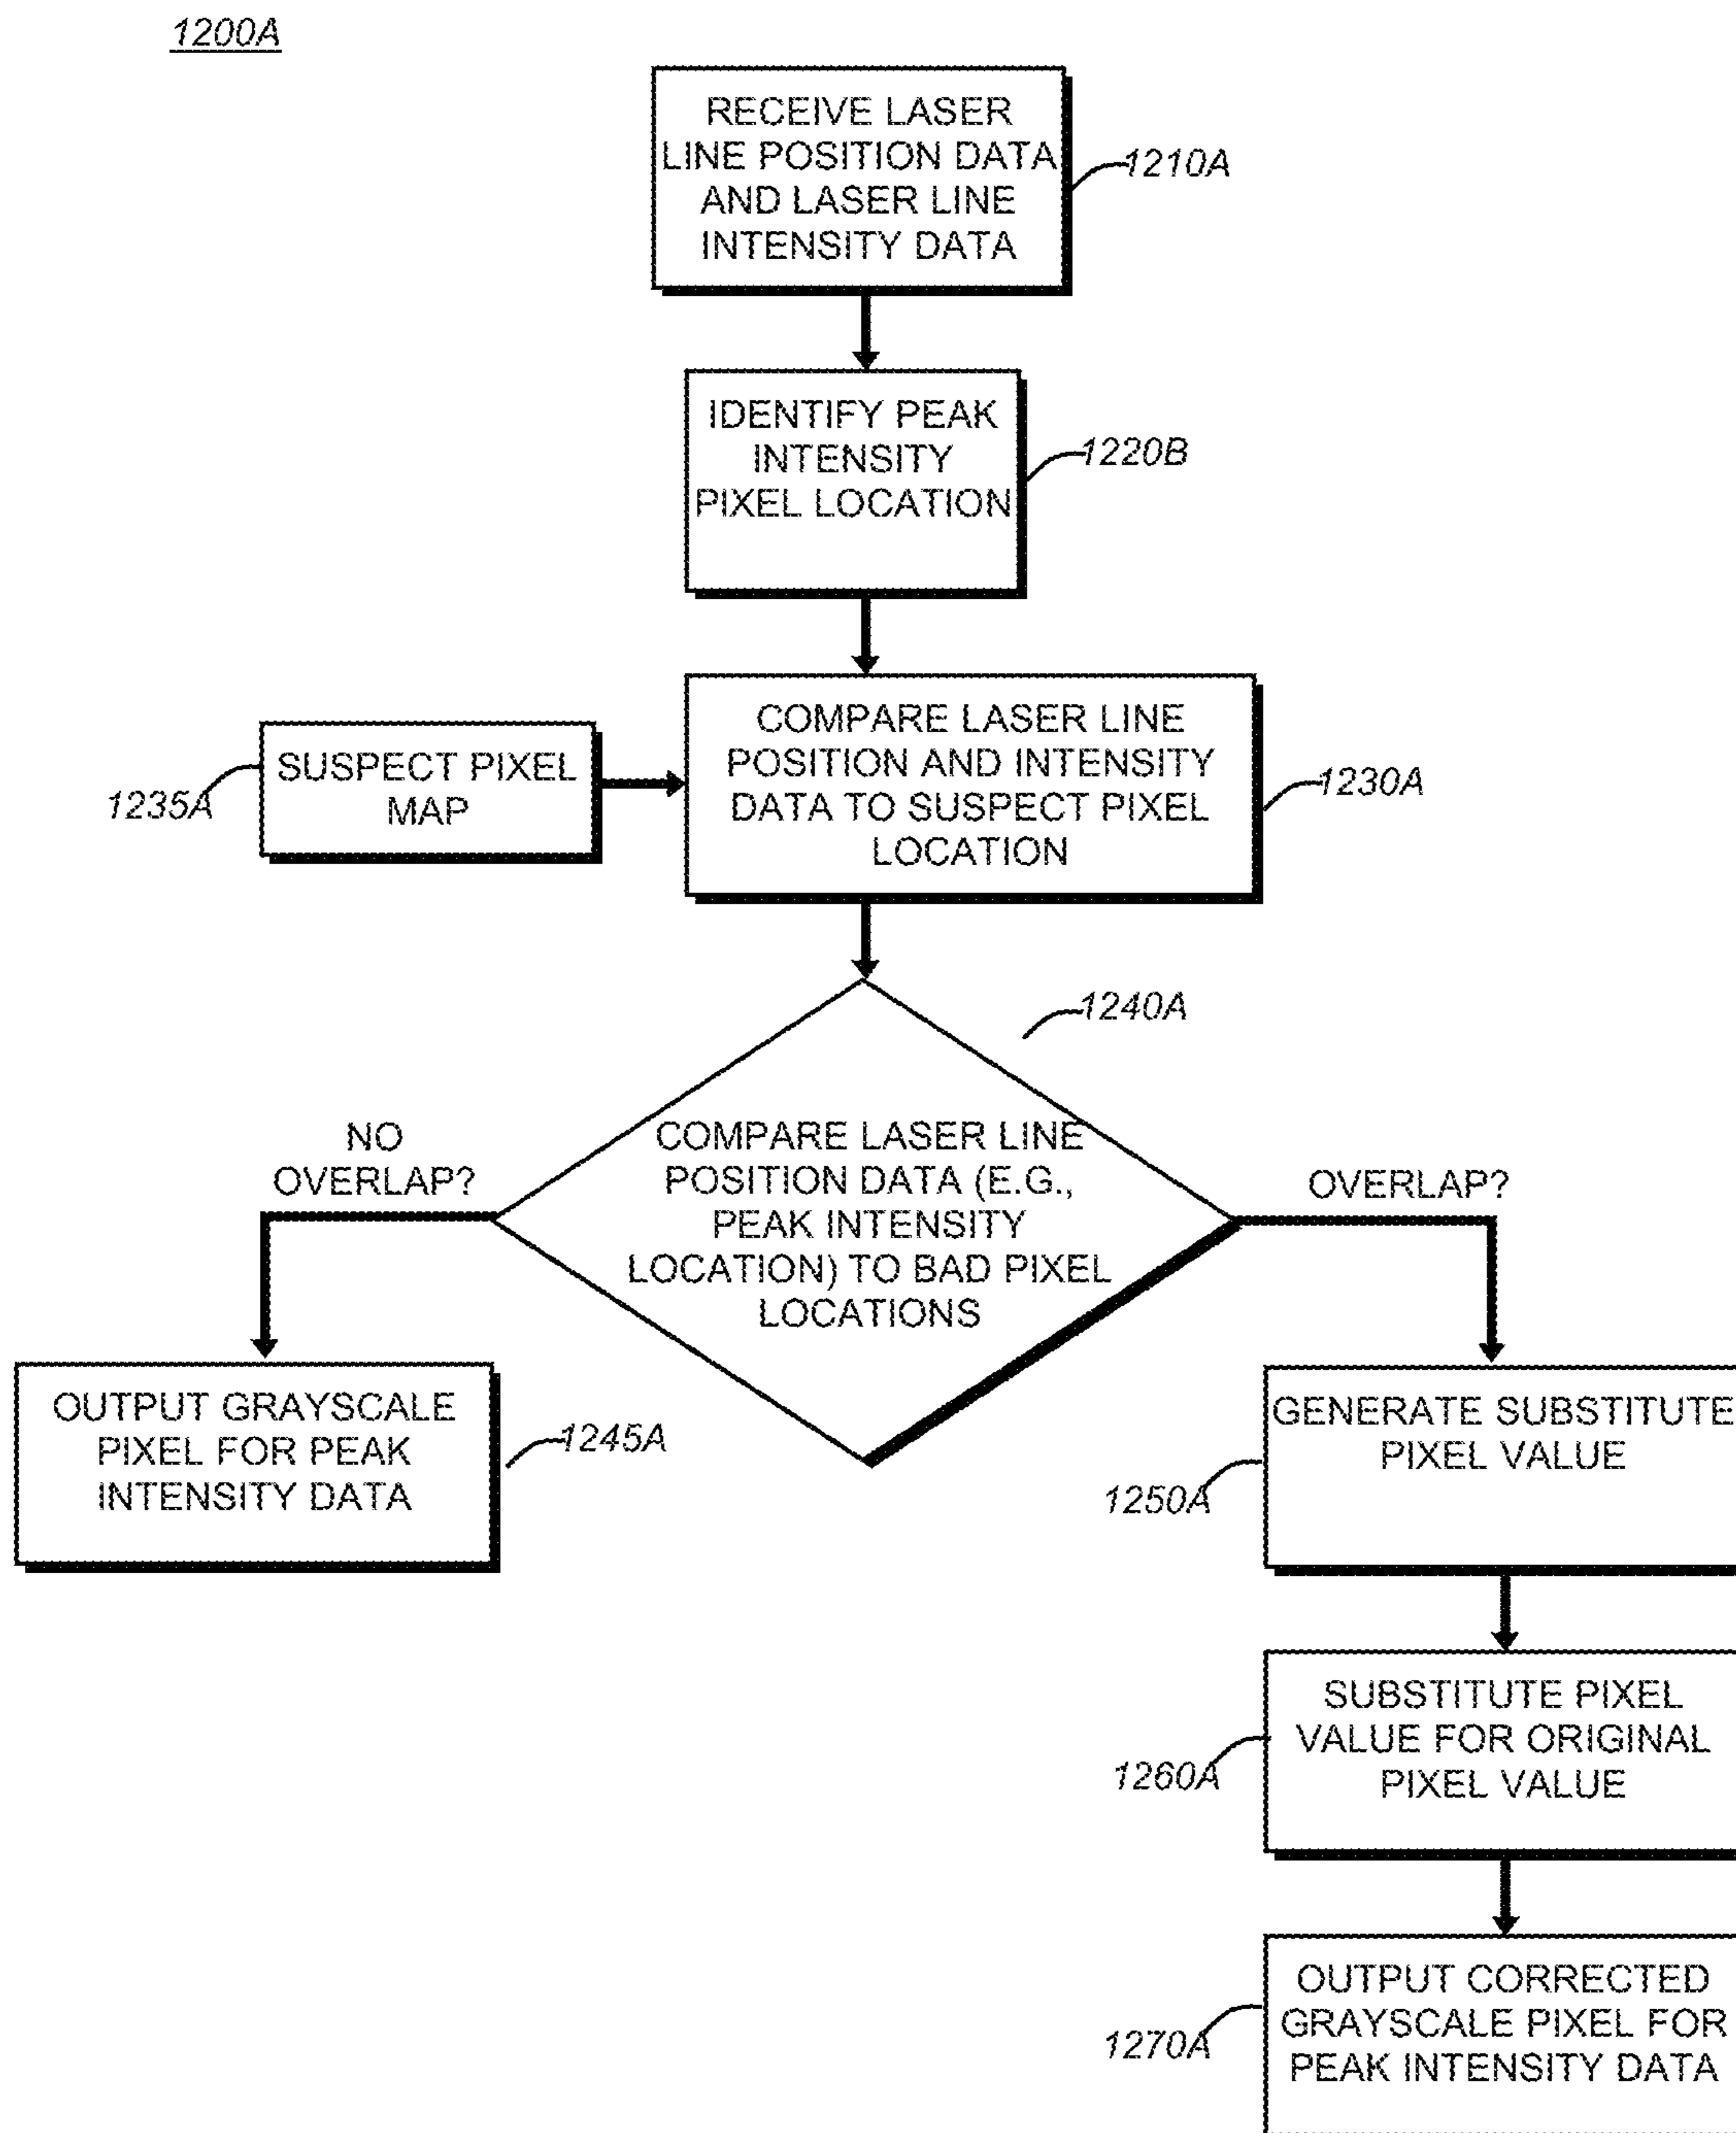 1200A
RECEIVE LASER
LINE POSITION DATA
AND LASER LINE
INTENSITY DATA
1210A
IDENTIFY PEAK
INTENSITY
PIXEL LOCATION
1220B
COMPARE LASER LINE
POSITION AND INTENSITY
DATA TO SUSPECT PIXEL
LOCATION
1230A
SUSPECT PIXEL
MAP
1235A
1240A
COMPARE LASER LINE
POSITION DATA (E.G.,
PEAK INTENSITY
LOCATION) TO BAD PIXEL
LOCATIONS
NO
OVERLAP?
OVERLAP?
OUTPUT GRAYSCALE
PIXEL FOR PEAK
INTENSITY DATA
1245A
GENERATE SUBSTITUTE
PIXEL VALUE
1250A
SUBSTITUTE PIXEL
VALUE FOR ORIGINAL
PIXEL VALUE
1260A
OUTPUT CORRECTED
GRAYSCALE PIXEL FOR
PEAK INTENSITY DATA
1270A